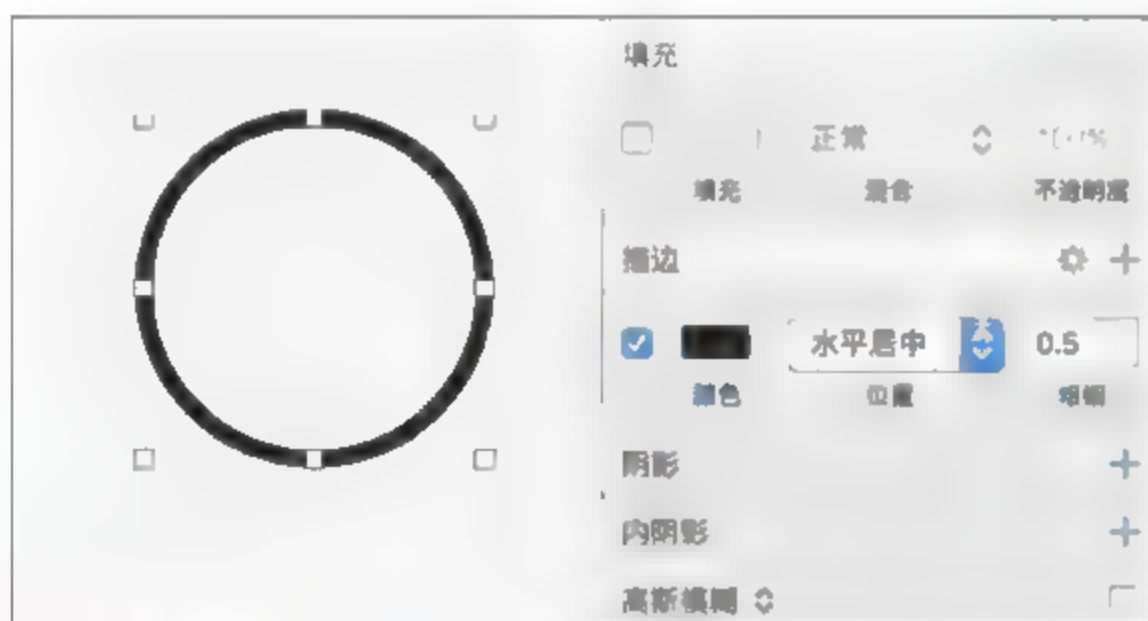 填充
正常
填充 混合 不透明度
描边
水平居中 0.5
颜色 位置 粗细
阴影
内阴影
高斯模糊